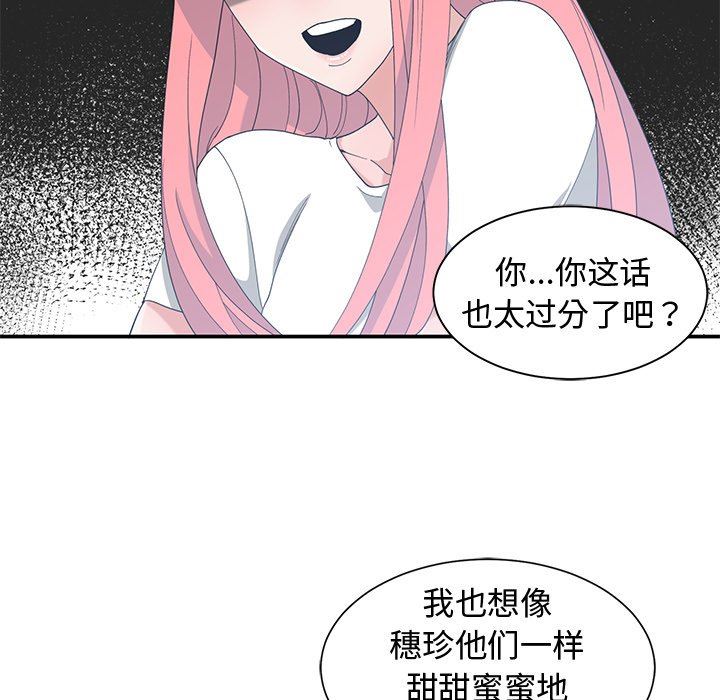 你...你这话
也太过分了吧？
我也想像
穗珍他们一样
甜甜蜜蜜地